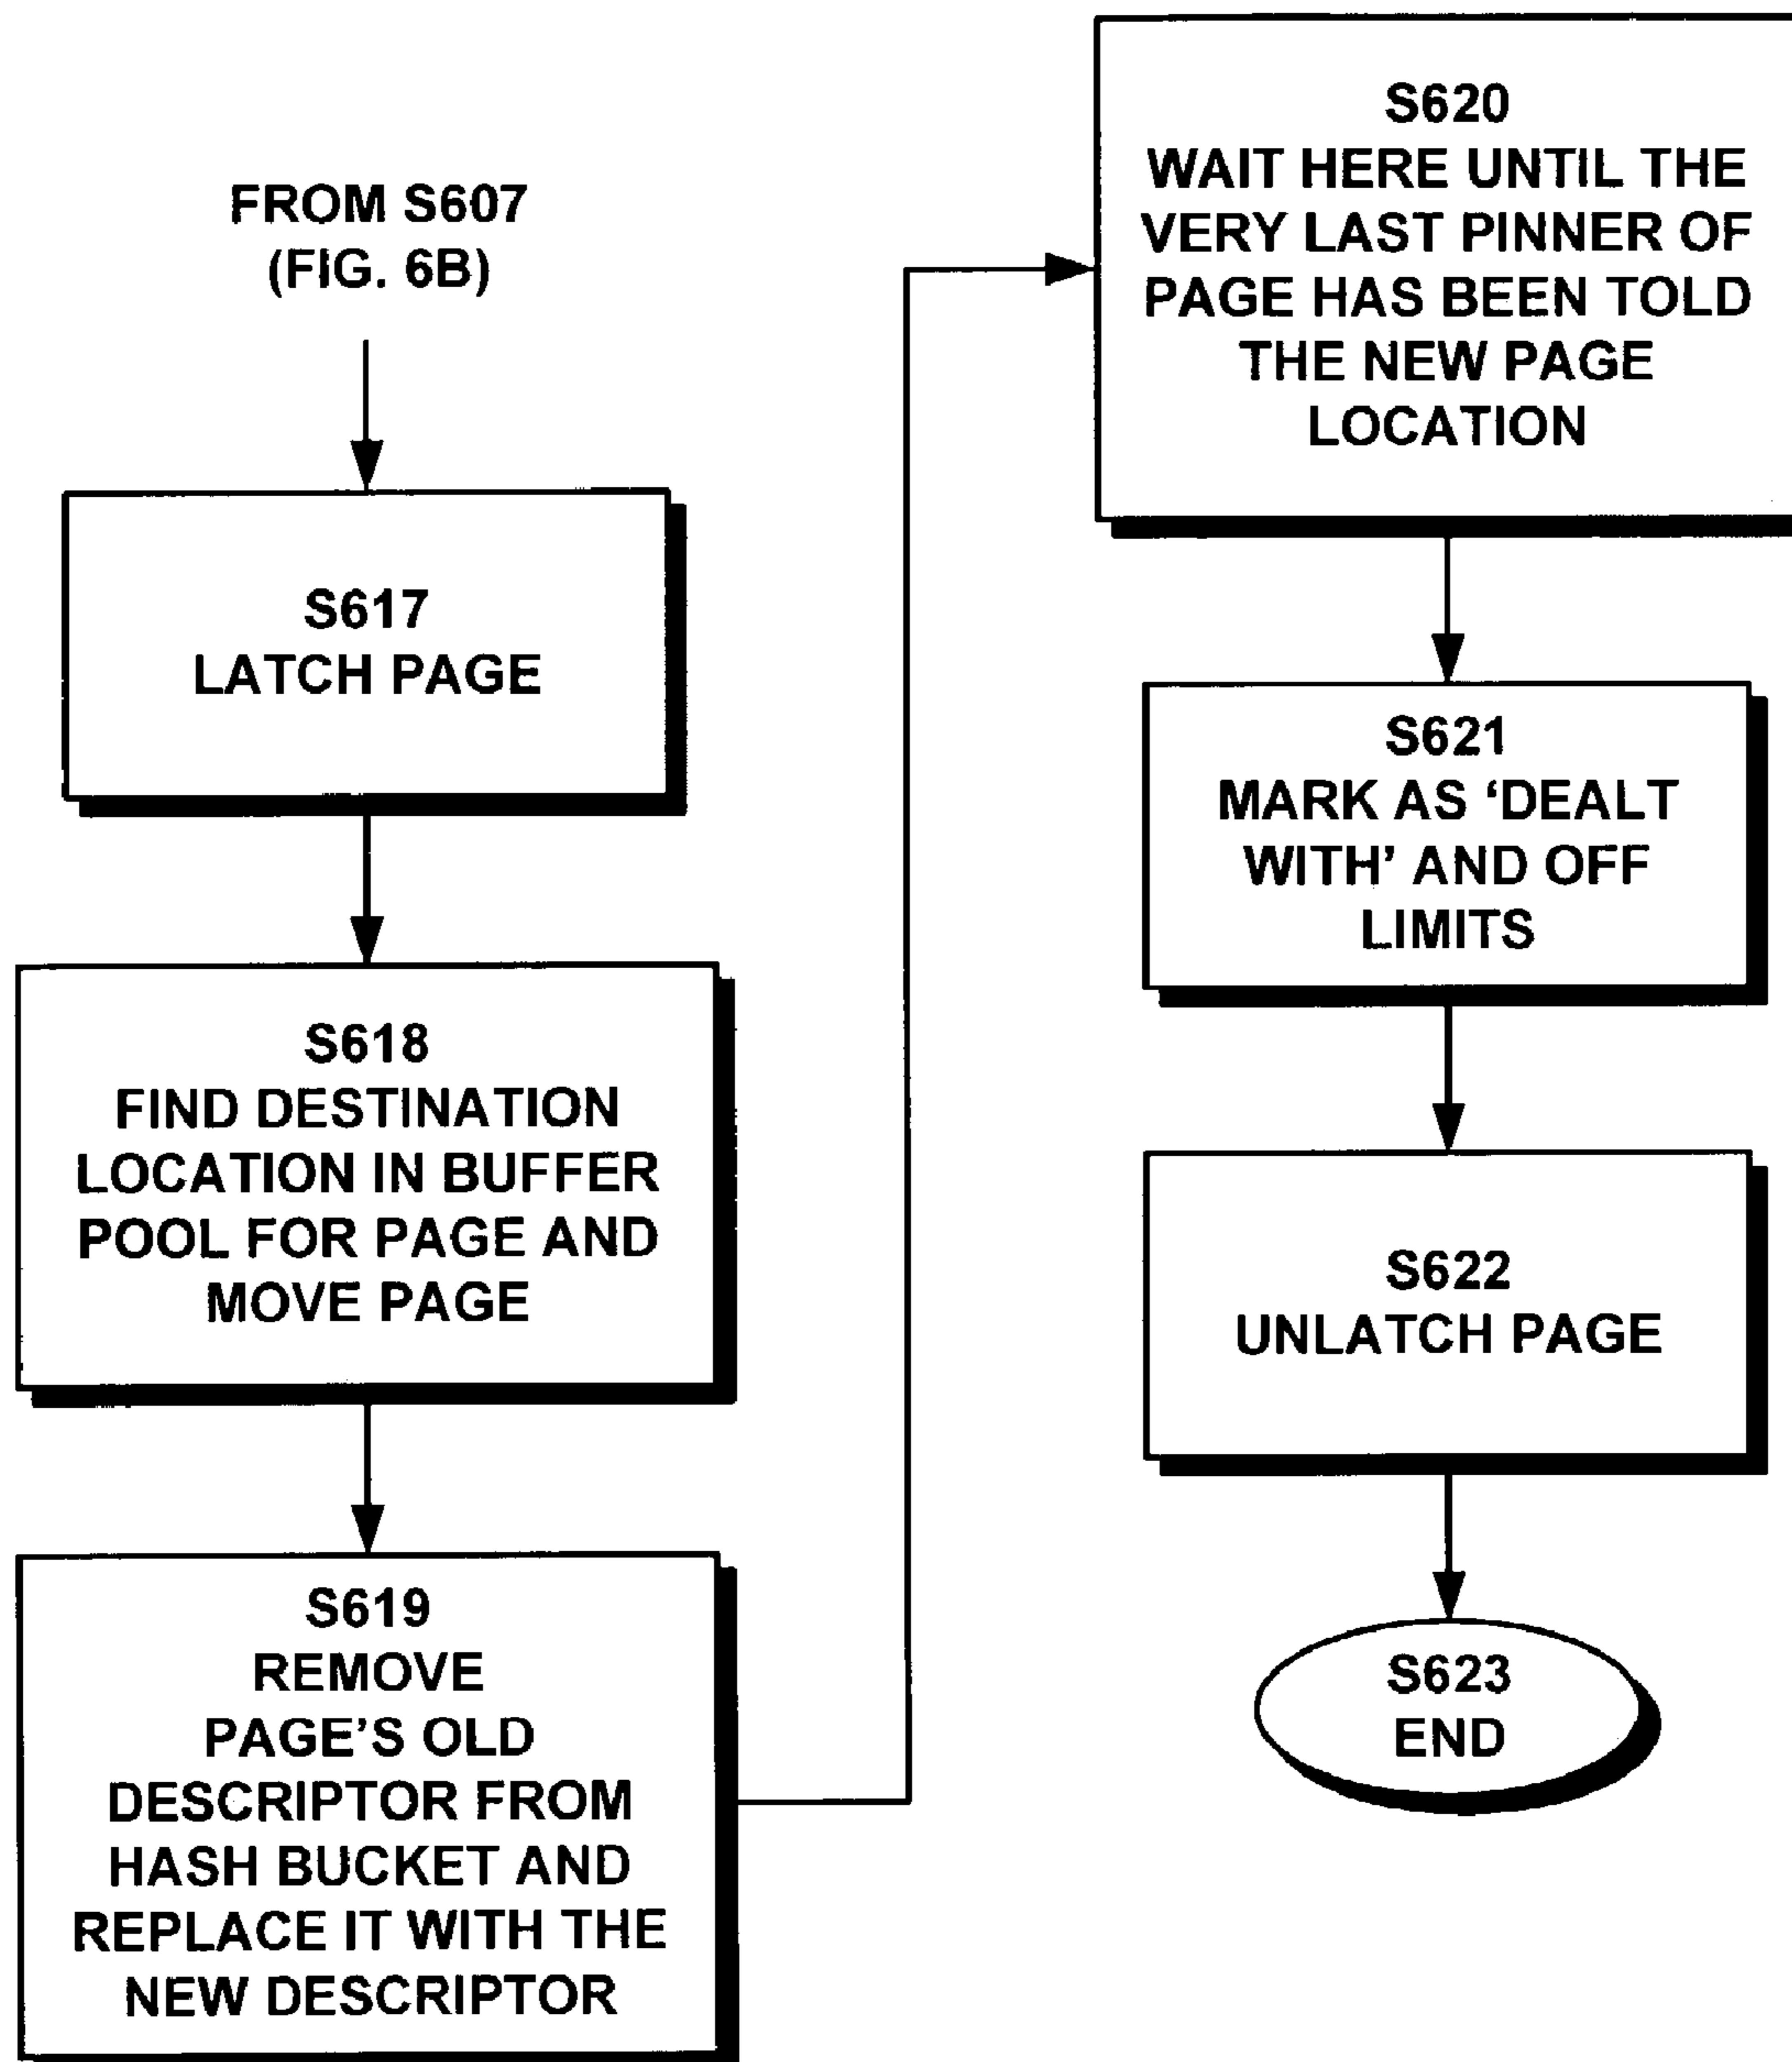 FROM S607
(FIG. 6B)
S617
LATCH PAGE
S618
FIND DESTINATION
LOCATION IN BUFFER
POOL FOR PAGE AND
MOVE PAGE
S619
REMOVE
PAGE'S OLD
DESCRIPTOR FROM
HASH BUCKET AND
REPLACE IT WITH THE
NEW DESCRIPTOR
S620
WAIT HERE UNTIL THE
VERY LAST PINNER OF
PAGE HAS BEEN TOLD
THE NEW PAGE
LOCATION
S621
MARK AS ‘DEALT
WITH’ AND OFF
LIMITS
S622
UNLATCH PAGE
S623
END